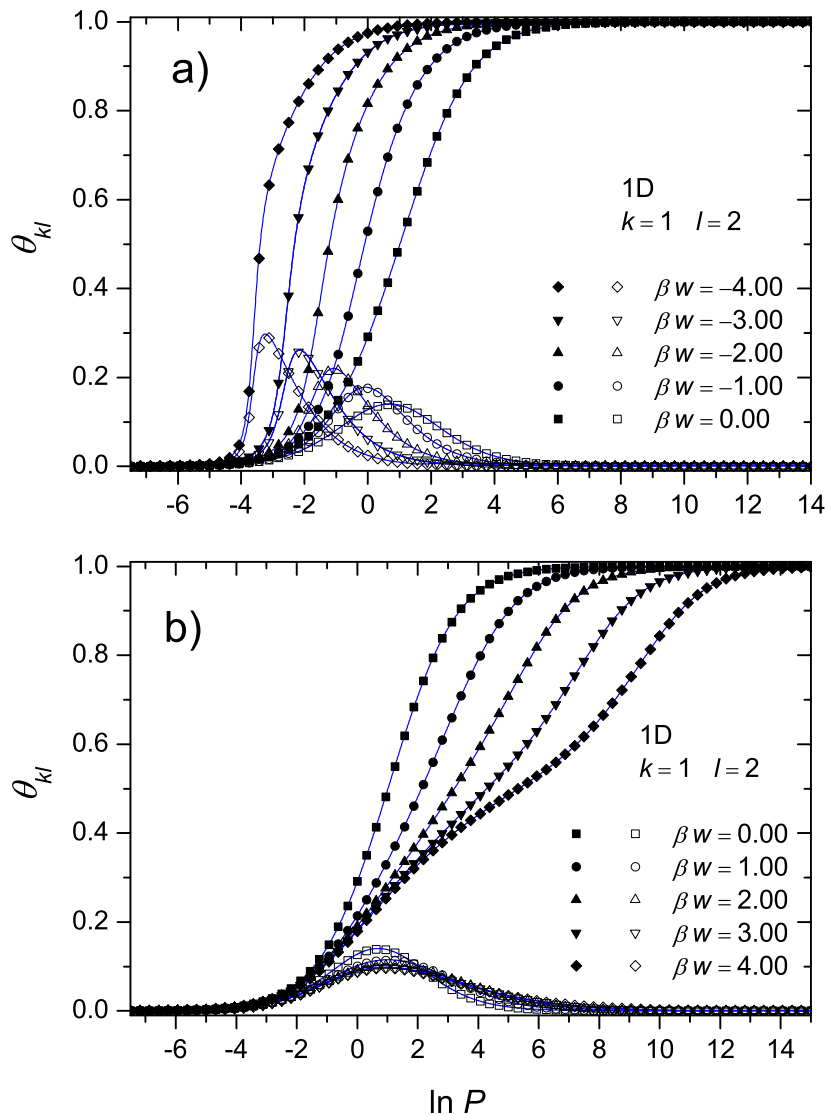 a)
1.0
0.8
0.6
0.4
0.2
0.0
θkl
1D
k = 1 l = 2
β w = −4.00
β w = −3.00
β w = −2.00
β w = −1.00
β w = 0.00
-6 -4 -2 0 2 4 6 8 10 12 14
b)
1.0
0.8
0.6
0.4
0.2
0.0
θkl
1D
k = 1 l = 2
β w = 0.00
β w = 1.00
β w = 2.00
β w = 3.00
β w = 4.00
-6 -4 -2 0 2 4 6 8 10 12 14
ln P